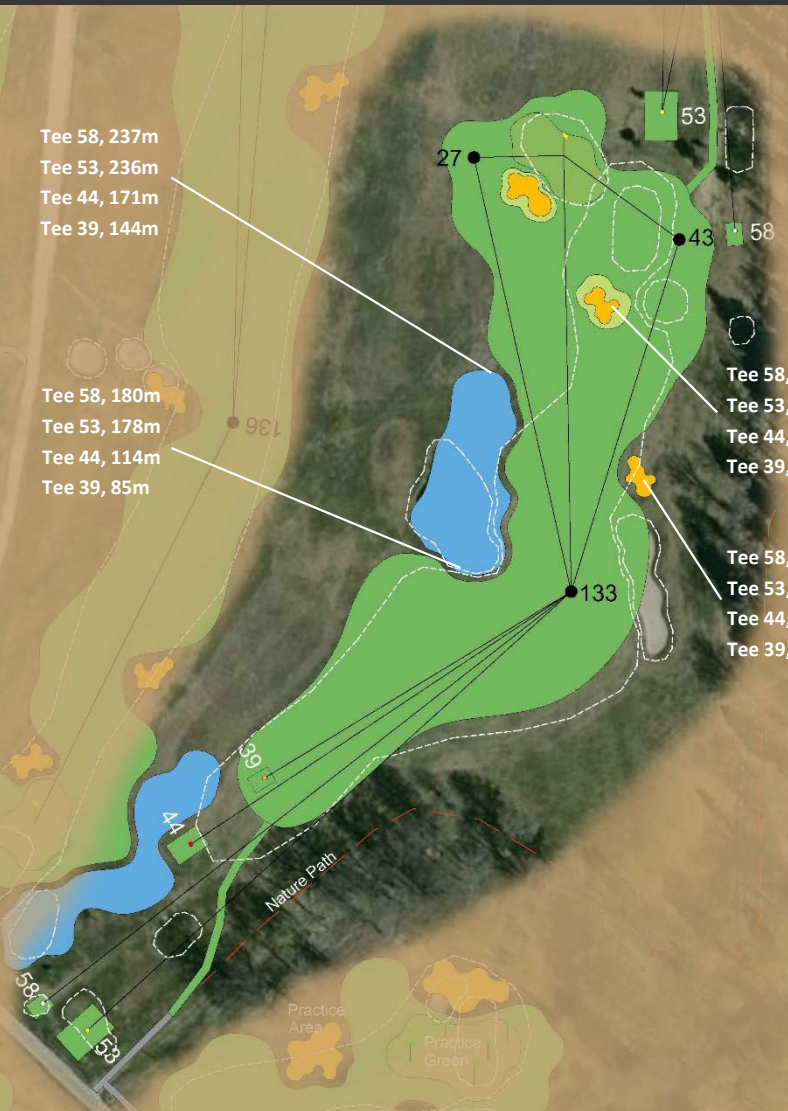 53
Tee 58, 237m
Tee 53, 236m
Tee 44, 171m
Tee 39, 144m
27
43
58
Tee 58,
Tee 53,
Tee 44,
Tee 39,
Tee 58, 180m
Tee 53, 178m
Tee 44, 114m
Tee 39, 85m
136
Tee 58,
Tee 53,
Tee 44,
Tee 39,
133
39
44
Nature Path
58
53
Practice
Area
Practice
Green